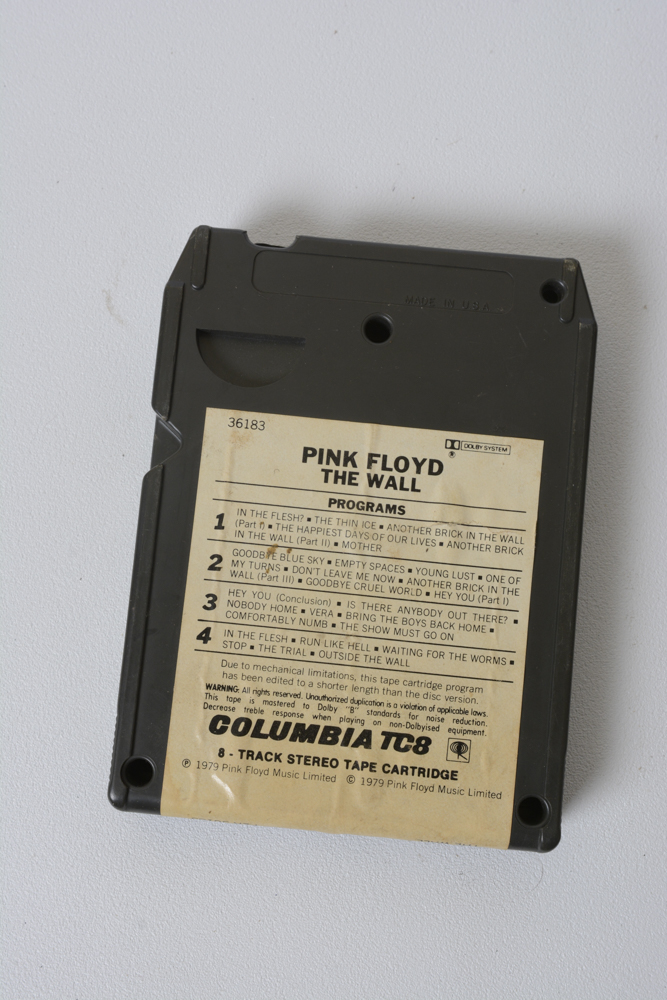 MADE IN U.S.A.
36183
DOLBY SYSTEM
®
PINK FLOYD
THE WALL
PROGRAMS
1 IN THE FLESH? ▪ THE THIN ICE ▪ ANOTHER BRICK IN THE WALL
(Part I) ▪ THE HAPPIEST DAYS OF OUR LIVES ▪ ANOTHER BRICK
IN THE WALL (Part II) ▪ MOTHER
2 GOODBYE BLUE SKY ▪ EMPTY SPACES ▪ YOUNG LUST ▪ ONE OF
MY TURNS ▪ DON'T LEAVE ME NOW ▪ ANOTHER BRICK IN THE
WALL (Part III) ▪ GOODBYE CRUEL WORLD ▪ HEY YOU (Part I)
3 HEY YOU (Conclusion) ▪ IS THERE ANYBODY OUT THERE? ▪
NOBODY HOME ▪ VERA ▪ BRING THE BOYS BACK HOME ▪
COMFORTABLY NUMB ▪ THE SHOW MUST GO ON
4 IN THE FLESH ▪ RUN LIKE HELL ▪ WAITING FOR THE WORMS ▪
STOP ▪ THE TRIAL ▪ OUTSIDE THE WALL
Due to mechanical limitations, this tape cartridge program
has been edited to a shorter length than the disc version.
WARNING: All rights reserved. Unauthorized duplication is a violation of applicable laws.
This tape is mastered to Dolby "B" standards for noise reduction.
Decrease treble response when playing on non-Dolbyised equipment.
COLUMBIA TC8
8 - TRACK STEREO TAPE CARTRIDGE
℗ 1979 Pink Floyd Music Limited © 1979 Pink Floyd Music Limited